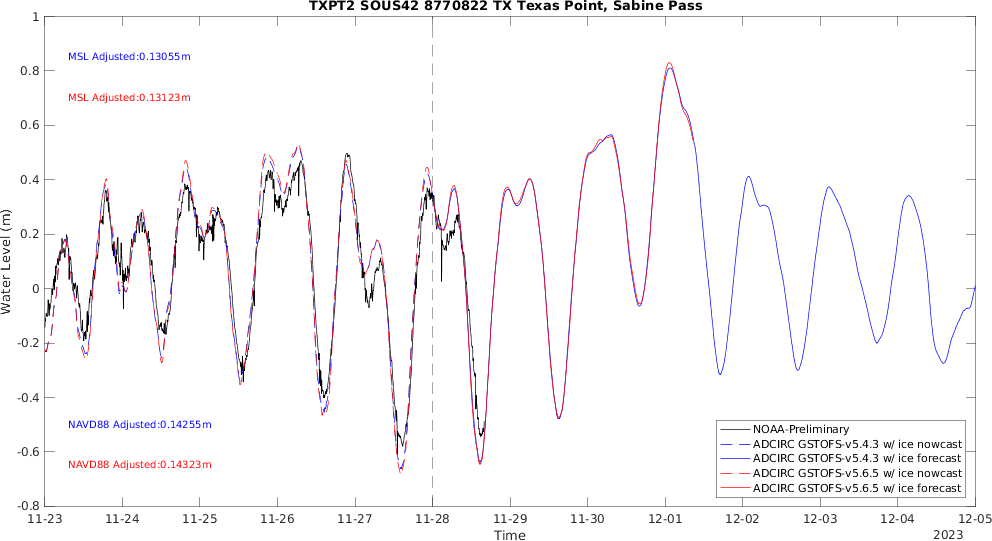 TXPT2 SOUS42 8770822 TX Texas Point, Sabine Pass
1
0.8
0.6
0.4
0.2
0
-0.2
-0.4
-0.6
-0.8
Water Level (m)
MSL Adjusted:0.13055m
MSL Adjusted:0.13123m
NAVD88 Adjusted:0.14255m
NAVD88 Adjusted:0.14323m
NOAA-Preliminary
ADCIRC GSTOFS-v5.4.3 w/ ice nowcast
ADCIRC GSTOFS-v5.4.3 w/ ice forecast
ADCIRC GSTOFS-v5.6.5 w/ ice nowcast
ADCIRC GSTOFS-v5.6.5 w/ ice forecast
11-23 11-24 11-25 11-26 11-27 11-28 11-29 11-30 12-01 12-02 12-03 12-04 12-05
Time
2023